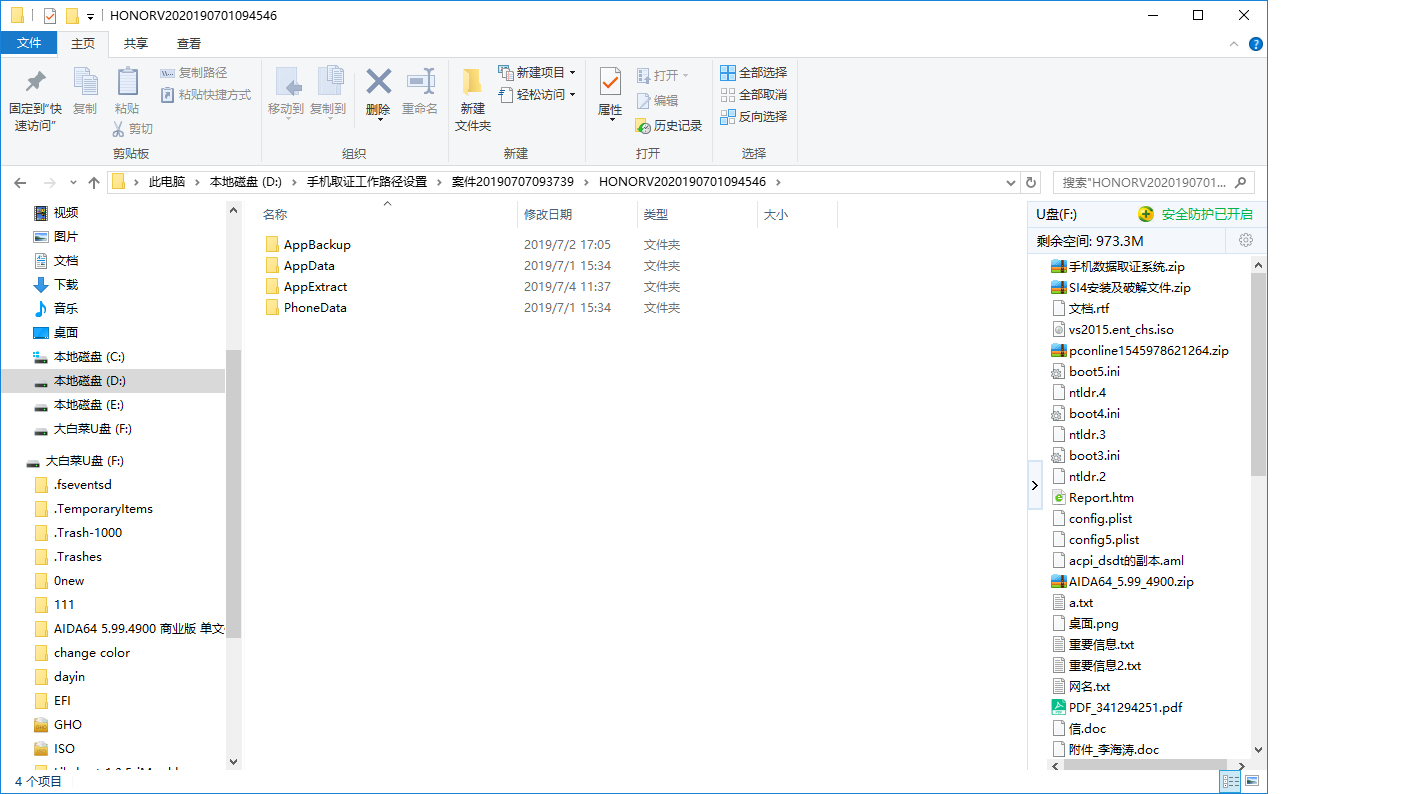 HONORV2020190701094546
文件 主页 共享 查看
固定到"快速访问"
复制
粘贴
复制路径
粘贴快捷方式
剪切
剪贴板
移动到
复制到
删除
重命名
组织
新建
文件夹
新建项目
轻松访问
新建
属性
打开
编辑
历史记录
打开
全部选择
全部取消
反向选择
选择
此电脑 本地磁盘 (D:) 手机取证工作路径设置 案件20190707093739 HONORV2020190701094546
搜索"HONORV2020190701...
视频
图片
文档
下载
音乐
桌面
本地磁盘 (C:)
本地磁盘 (D:)
本地磁盘 (E:)
大白菜U盘 (F:)
大白菜U盘 (F:)
.fseventsd
.TemporaryItems
.Trash-1000
.Trashes
0new
111
AIDA64 5.99.4900 商业版 单文
change color
dayin
EFI
GHO
ISO
名称 修改日期 类型 大小
AppBackup 2019/7/2 17:05 文件夹
AppData 2019/7/1 15:34 文件夹
AppExtract 2019/7/4 11:37 文件夹
PhoneData 2019/7/1 15:34 文件夹
U盘(F:) 安全防护已开启
剩余空间: 973.3M
手机数据取证系统.zip
SI4安装及破解文件.zip
文档.rtf
vs2015.ent_chs.iso
pconline1545978621264.zip
boot5.ini
ntldr.4
boot4.ini
ntldr.3
boot3.ini
ntldr.2
Report.htm
config.plist
config5.plist
acpi_dsdt的副本.aml
AIDA64_5.99_4900.zip
a.txt
桌面.png
重要信息.txt
重要信息2.txt
网名.txt
PDF_341294251.pdf
信.doc
附件_李海涛.doc
4 个项目